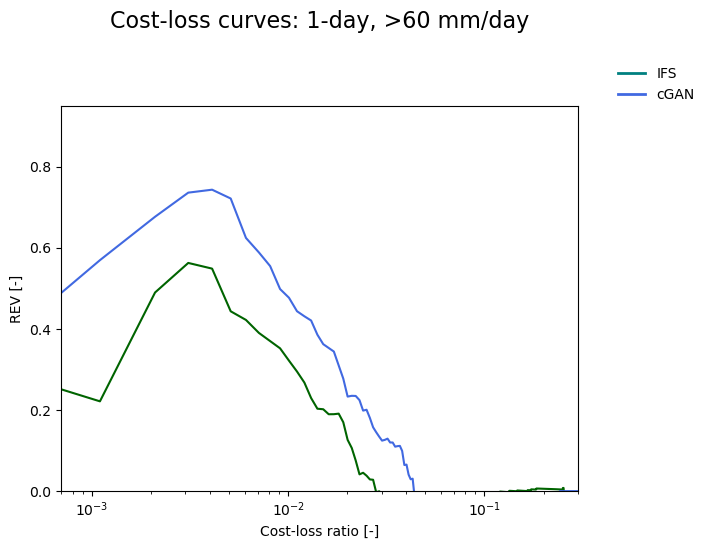 Cost-loss curves: 1-day, >60 mm/day
IFS
cGAN
REV [-]
0.8
0.6
0.4
0.2
0.0
10⁻³
10⁻²
10⁻¹
Cost-loss ratio [-]